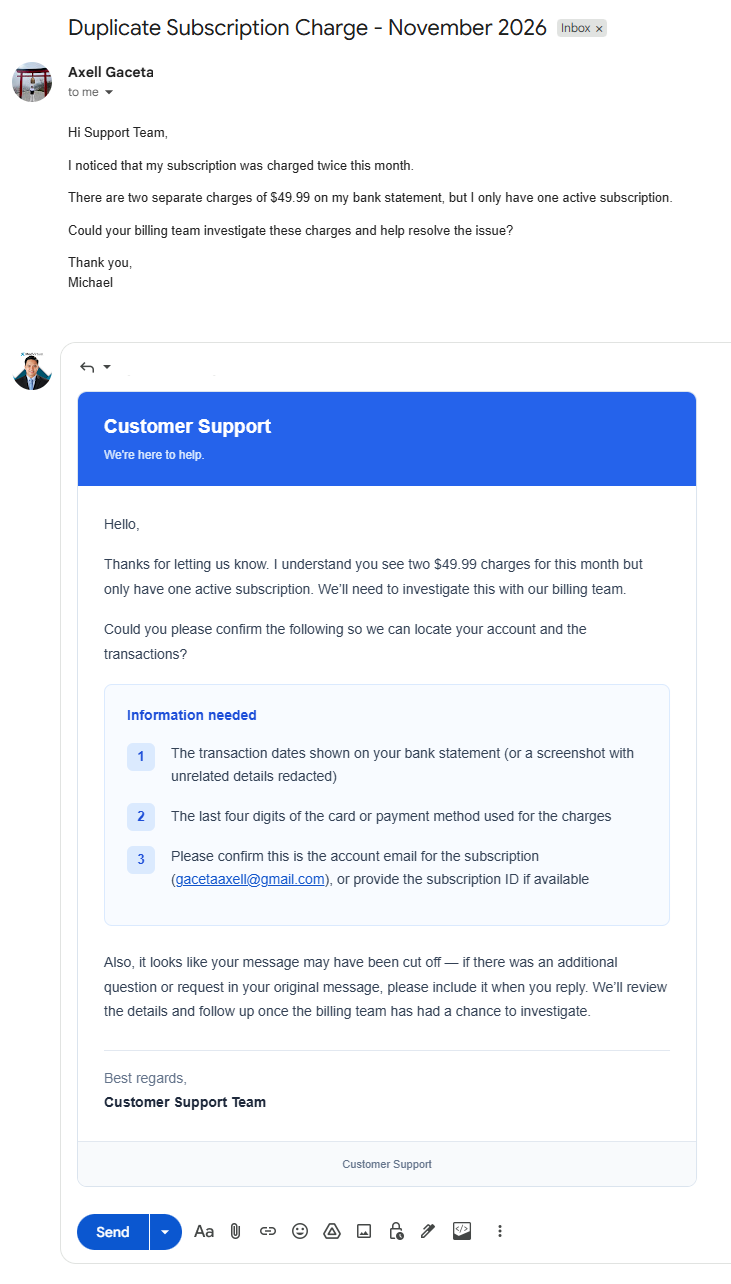 Duplicate Subscription Charge - November 2026 Inbox ×
Axell Gaceta
to me
Hi Support Team,
I noticed that my subscription was charged twice this month.
There are two separate charges of $49.99 on my bank statement, but I only have one active subscription.
Could your billing team investigate these charges and help resolve the issue?
Thank you,
Michael
Customer Support
We're here to help.
Hello,
Thanks for letting us know. I understand you see two $49.99 charges for this month but
only have one active subscription. We’ll need to investigate this with our billing team.
Could you please confirm the following so we can locate your account and the
transactions?
Information needed
1 The transaction dates shown on your bank statement (or a screenshot with
unrelated details redacted)
2 The last four digits of the card or payment method used for the charges
3 Please confirm this is the account email for the subscription
(gacetaaxell@gmail.com), or provide the subscription ID if available
Also, it looks like your message may have been cut off — if there was an additional
question or request in your original message, please include it when you reply. We’ll review
the details and follow up once the billing team has had a chance to investigate.
Best regards,
Customer Support Team
Customer Support
Send Aa